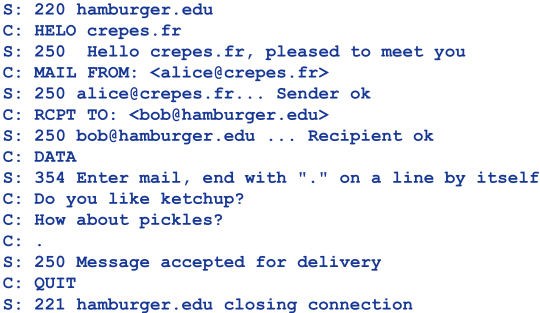 S: 220 hamburger.edu
C: HELO crepes.fr
S: 250  Hello crepes.fr, pleased to meet you
C: MAIL FROM: <alice@crepes.fr>
S: 250 alice@crepes.fr... Sender ok
C: RCPT TO: <bob@hamburger.edu>
S: 250 bob@hamburger.edu ... Recipient ok
C: DATA
S: 354 Enter mail, end with "." on a line by itself
C: Do you like ketchup?
C: How about pickles?
C: .
S: 250 Message accepted for delivery
C: QUIT
S: 221 hamburger.edu closing connection